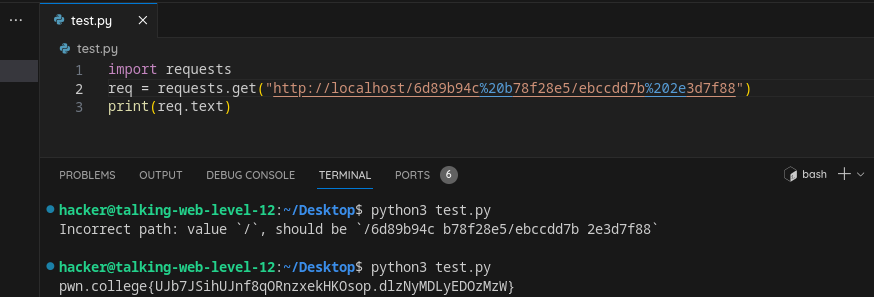 test.py
test.py
1 import requests
2 req = requests.get("http://localhost/6d89b94c%20b78f28e5/ebccdd7b%202e3d7f88")
3 print(req.text)
PROBLEMS OUTPUT DEBUG CONSOLE TERMINAL PORTS 6 bash
hacker@talking-web-level-12:~/Desktop$ python3 test.py
Incorrect path: value `/`, should be `/6d89b94c b78f28e5/ebccdd7b 2e3d7f88`
hacker@talking-web-level-12:~/Desktop$ python3 test.py
pwn.college{UJb7JSihUJnf8qORnzxekHKOsop.dlzNyMDLyEDOzMzW}